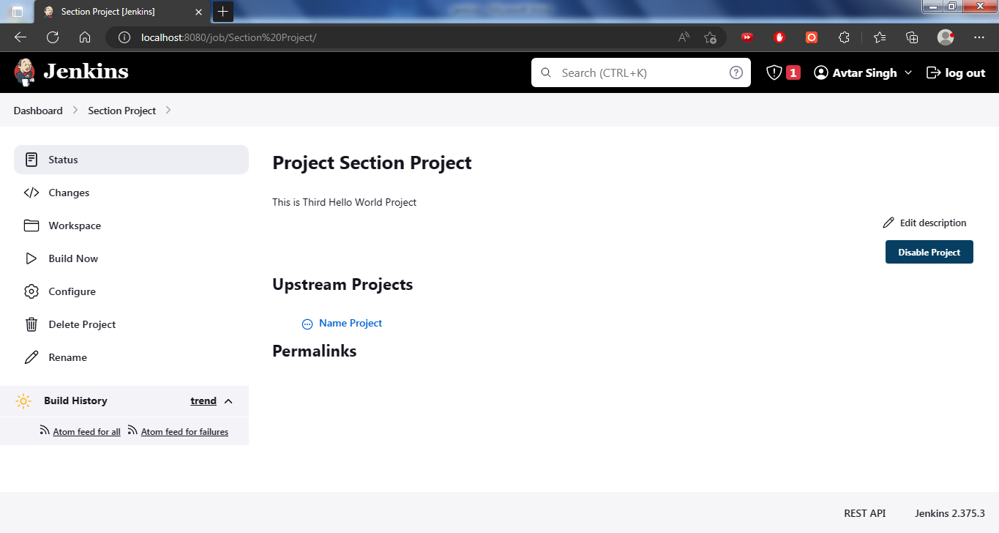 Section Project [Jenkins]
localhost:8080/job/Section%20Project/
Jenkins
Search (CTRL+K)
1
Avtar Singh
log out
Dashboard
Section Project
Status
Changes
Workspace
Build Now
Configure
Delete Project
Rename
Build History
trend
Atom feed for all
Atom feed for failures
Project Section Project
This is Third Hello World Project
Edit description
Disable Project
Upstream Projects
Name Project
Permalinks
REST API
Jenkins 2.375.3